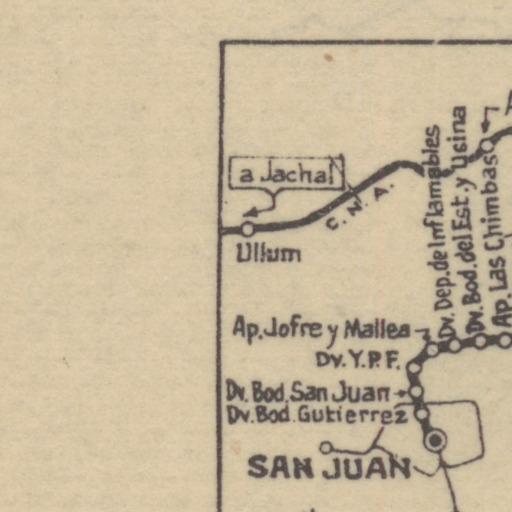 a Jachal
C. N. A.
Ullum
Dv. Dep. de Inflamables
Dv. Bod. del Est. y Usina
Ap. Las Chimbas
Ap. Jofre y Mallea
Dv. Y. P. F.
Dv. Bod. San Juan
Dv. Bod. Gutierrez
SAN JUAN